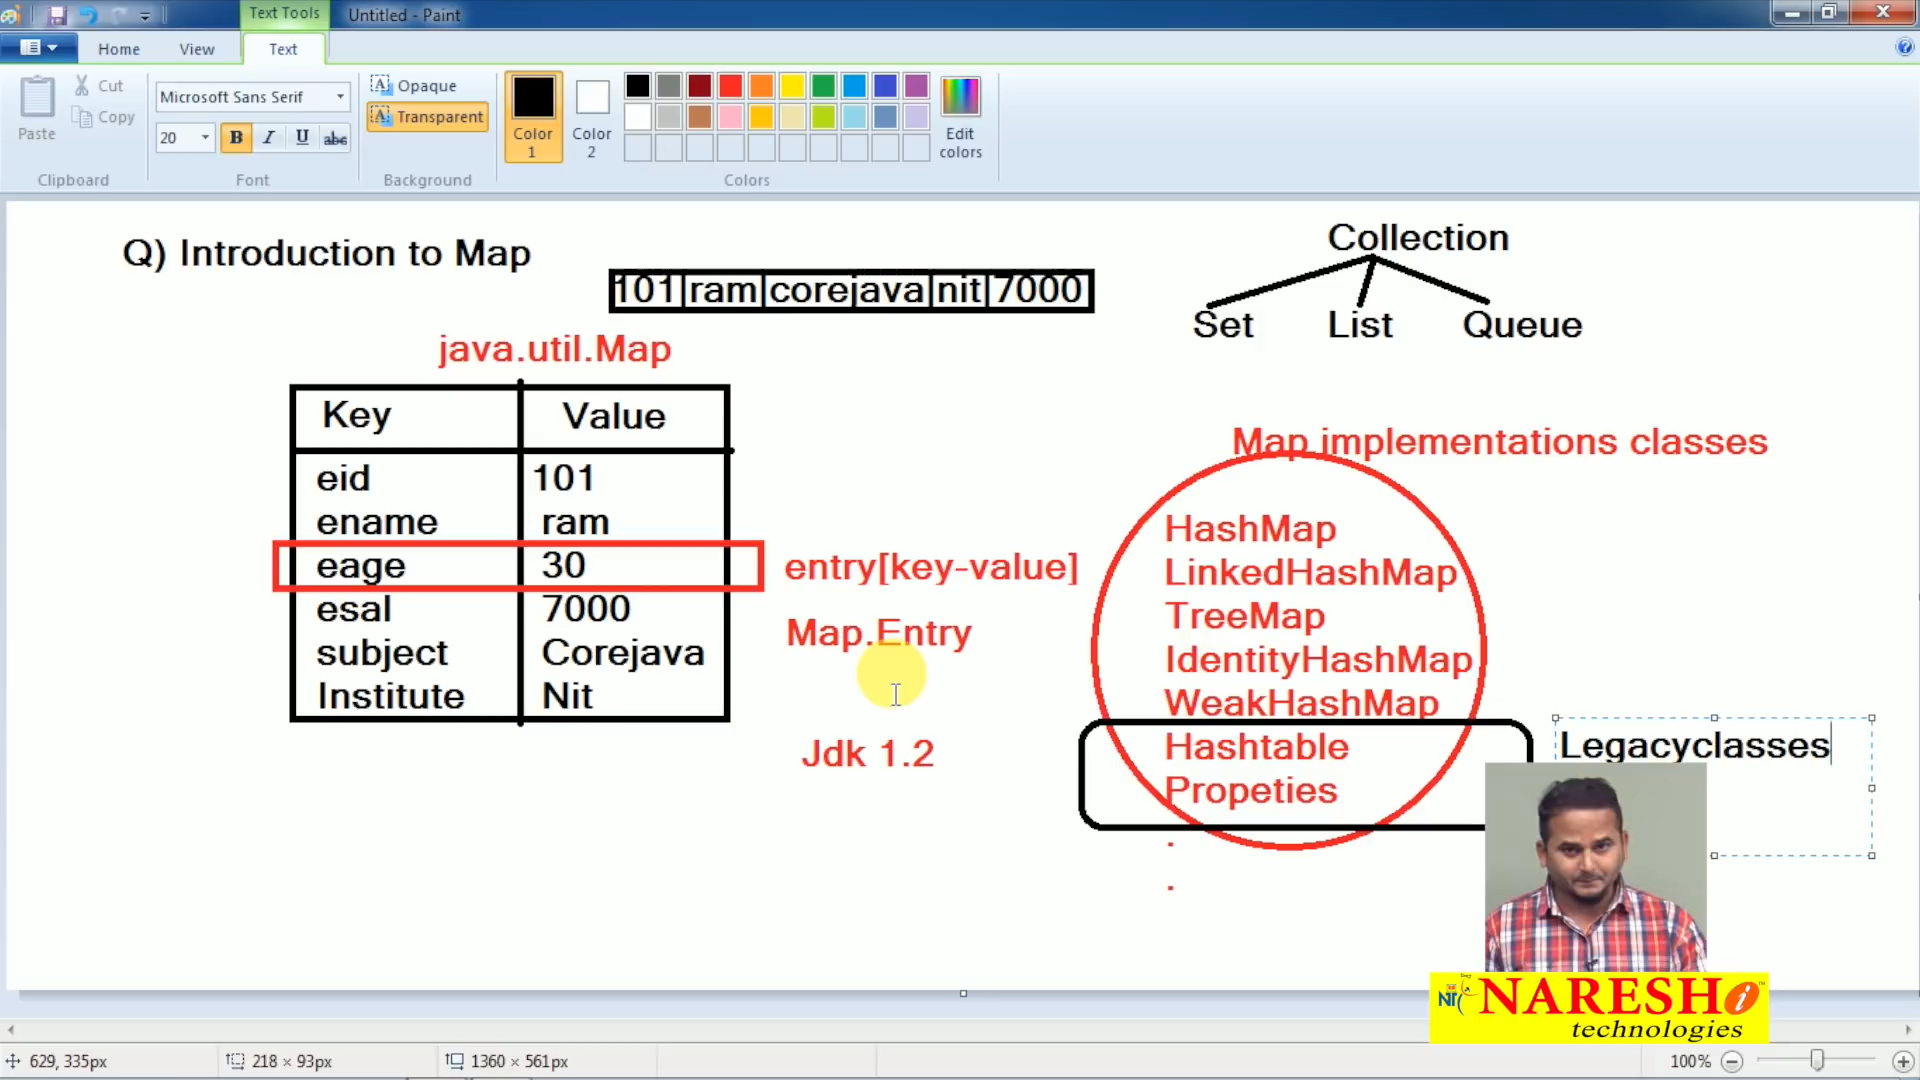 Text Tools
Untitled - Paint
Home
View
Text
Paste
Cut
Copy
Clipboard
Microsoft Sans Serif
20
B I U abc
Font
Opaque
Transparent
Background
Color 1
Color 2
Edit colors
Colors
Q) Introduction to Map
101|ram|corejava|nit|7000
Collection
Set List Queue
java.util.Map
Key Value
eid 101
ename ram
eage 30
esal 7000
subject Corejava
Institute Nit
entry[key-value]
Map.Entry
Jdk 1.2
Map implementations classes
HashMap
LinkedHashMap
TreeMap
IdentityHashMap
WeakHashMap
Hashtable
Propeties
.
.
Legacyclasses
NARESH i
technologies
629, 335px
218 × 93px
1360 × 561px
100%